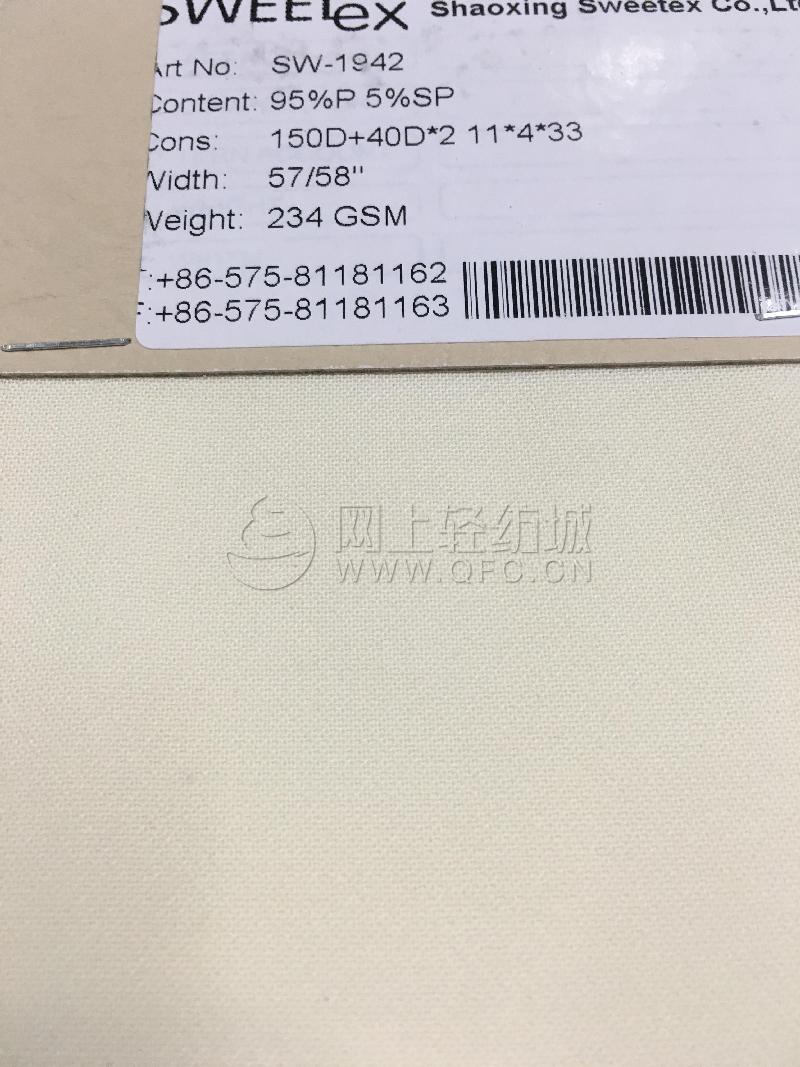 SWEETex Shaoxing Sweetex Co.,Ltd
Art No: SW-1942
Content: 95%P 5%SP
Cons: 150D+40D*2 11*4*33
Width: 57/58"
Weight: 234 GSM
T:+86-575-81181162
F:+86-575-81181163
网上轻纺城
WWW.QFC.CN